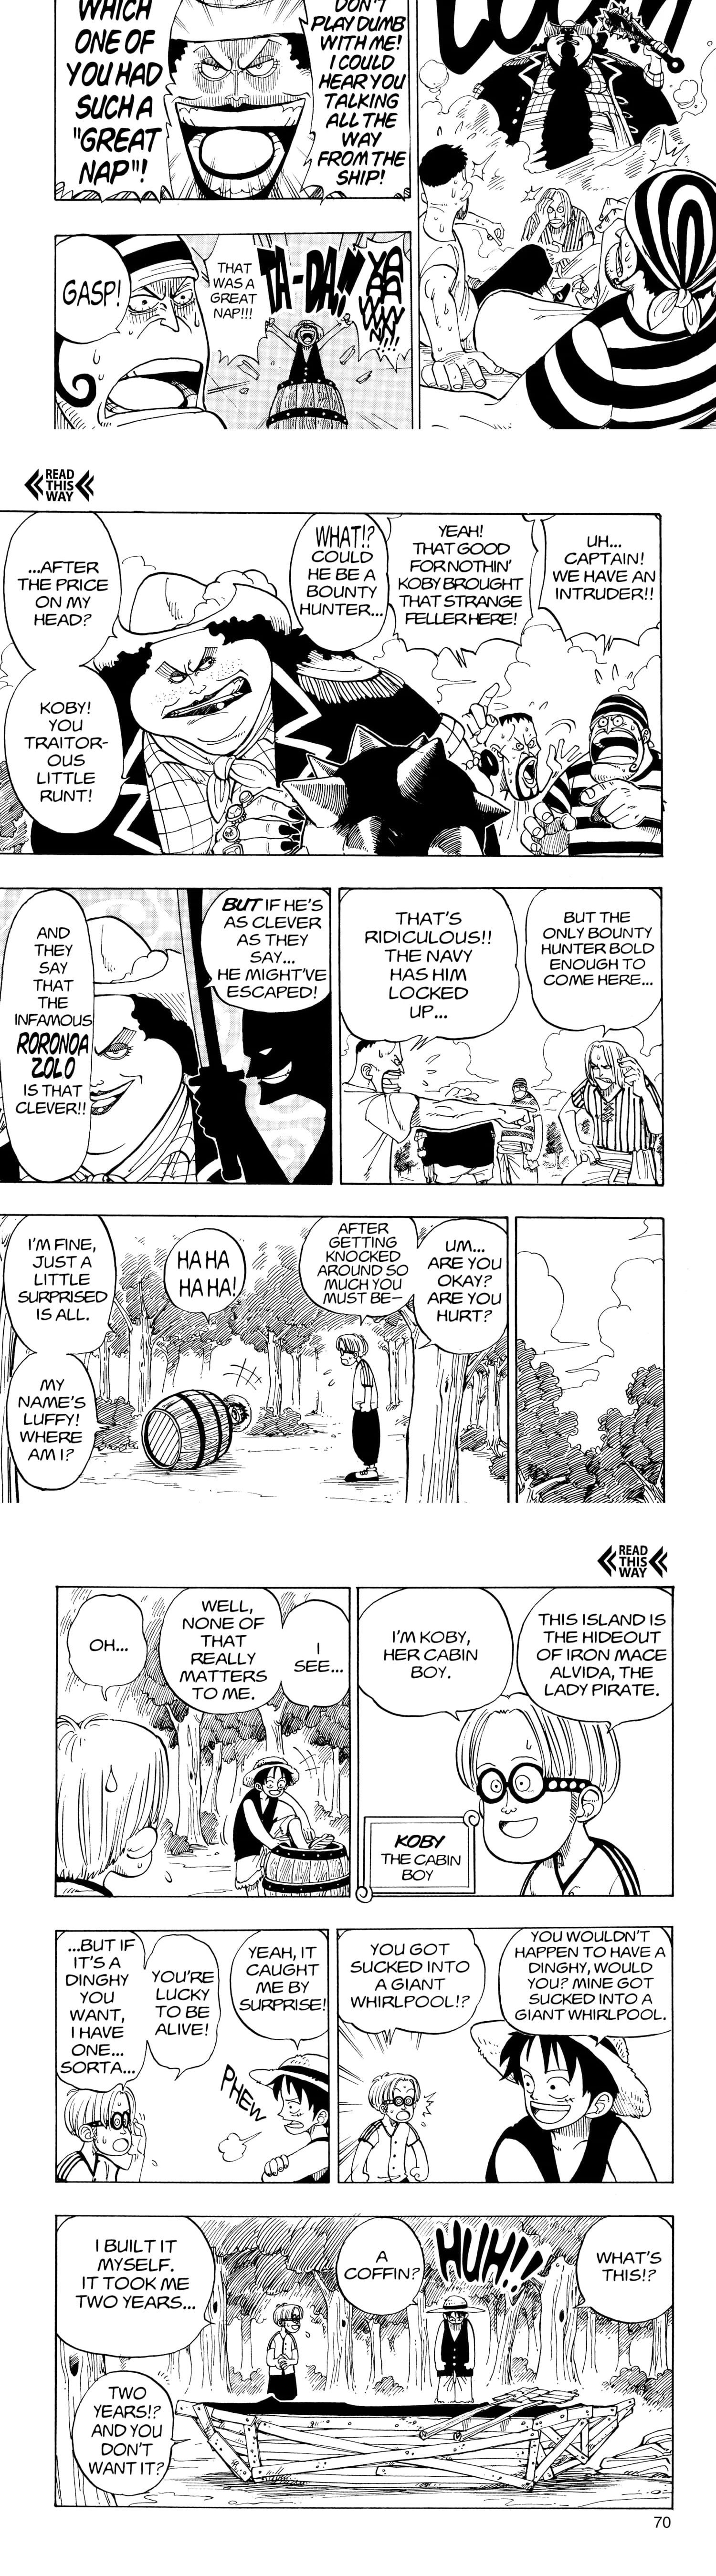 DON'T
PLAY DUMB
WITH ME!
I COULD
HEAR YOU
TALKING
ALL THE
WAY
FROM THE
SHIP!
WHICH
ONE OF
YOU HAD
SUCH A
"GREAT
NAP"!
TA-DA!!
THAT
WAS A
GREAT
NAP!!!
GASP!
READ
THIS
WAY
UH...
CAPTAIN!
WE HAVE AN
INTRUDER!!
YEAH!
THAT GOOD
FOR NOTHIN'
KOBY BROUGHT
THAT STRANGE
FELLER HERE!
WHAT!?
COULD
HE BE A
BOUNTY
HUNTER...
...AFTER
THE PRICE
ON MY
HEAD?
KOBY!
YOU
TRAITOR-
OUS
LITTLE
RUNT!
BUT THE
ONLY BOUNTY
HUNTER BOLD
ENOUGH TO
COME HERE...
THAT'S
RIDICULOUS!!
THE NAVY
HAS HIM
LOCKED
UP...
BUT IF HE'S
AS CLEVER
AS THEY
SAY...
HE MIGHT'VE
ESCAPED!
AND
THEY
SAY
THAT
THE
INFAMOUS
RORONOA
ZOLO
IS THAT
CLEVER!!
UM...
ARE YOU
OKAY?
ARE YOU
HURT?
AFTER
GETTING
KNOCKED
AROUND SO
MUCH YOU
MUST BE—
HA HA
HA HA!
I'M FINE,
JUST A
LITTLE
SURPRISED
IS ALL.
MY
NAME'S
LUFFY!
WHERE
AM I?
READ
THIS
WAY
THIS ISLAND IS
THE HIDEOUT
OF IRON MACE
ALVIDA, THE
LADY PIRATE.
I'M KOBY,
HER CABIN
BOY.
KOBY
THE CABIN
BOY
I
SEE...
WELL,
NONE OF
THAT
REALLY
MATTERS
TO ME.
OH...
YOU WOULDN'T
HAPPEN TO HAVE A
DINGHY, WOULD
YOU? MINE GOT
SUCKED INTO A
GIANT WHIRLPOOL.
YOU GOT
SUCKED INTO
A GIANT
WHIRLPOOL!?
YEAH, IT
CAUGHT
ME BY
SURPRISE!
PHEW
YOU'RE
LUCKY
TO BE
ALIVE!
...BUT IF
IT'S A
DINGHY
YOU
WANT,
I HAVE
ONE...
SORTA...
WHAT'S
THIS!?
HUH!!
A
COFFIN?
I BUILT IT
MYSELF.
IT TOOK ME
TWO YEARS...
TWO
YEARS!?
AND YOU
DON'T
WANT IT?
70